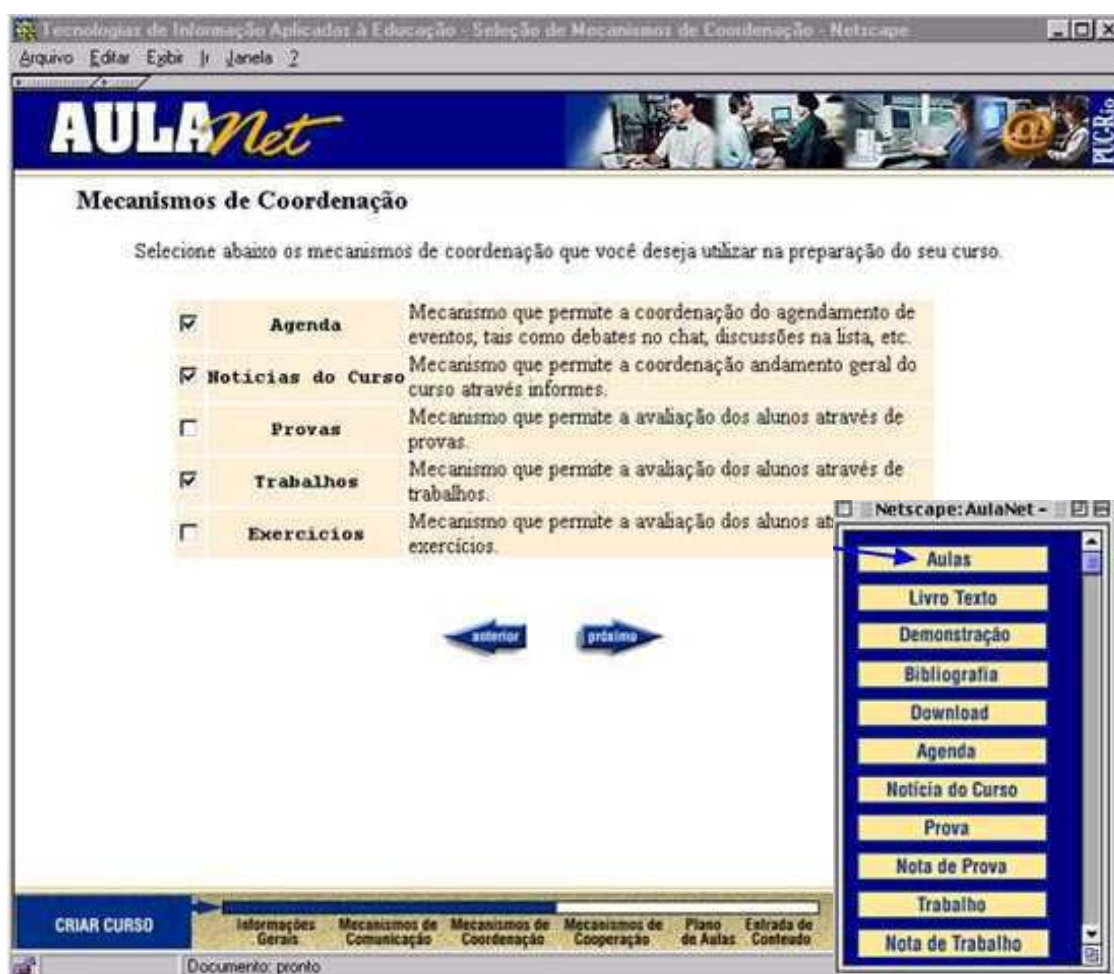 Tecnologias de Informação Aplicadas à Educação - Seleção de Mecanismos de Coordenação - Netscape
Arquivo Editar Exibir Ir Janela ?
AULANet
PUC-Rio
Mecanismos de Coordenação
Selecione abaixo os mecanismos de coordenação que você deseja utilizar na preparação do seu curso.
Agenda
Mecanismo que permite a coordenação do agendamento de
eventos, tais como debates no chat, discussões na lista, etc.
Noticias do Curso
Mecanismo que permite a coordenação andamento geral do
curso através informes.
Provas
Mecanismo que permite a avaliação dos alunos através de
provas.
Trabalhos
Mecanismo que permite a avaliação dos alunos através de
trabalhos.
Exercicios
Mecanismo que permite a avaliação dos alunos at
exercícios.
anterior
próximo
Netscape: AulaNet -
Aulas
Livro Texto
Demonstração
Bibliografia
Download
Agenda
Notícia do Curso
Prova
Nota de Prova
Trabalho
Nota de Trabalho
CRIAR CURSO
Informações
Gerais
Mecanismos de
Comunicação
Mecanismos de
Coordenação
Mecanismos de
Cooperação
Plano
de Aulas
Entrada de
Conteúdo
Documento: pronto